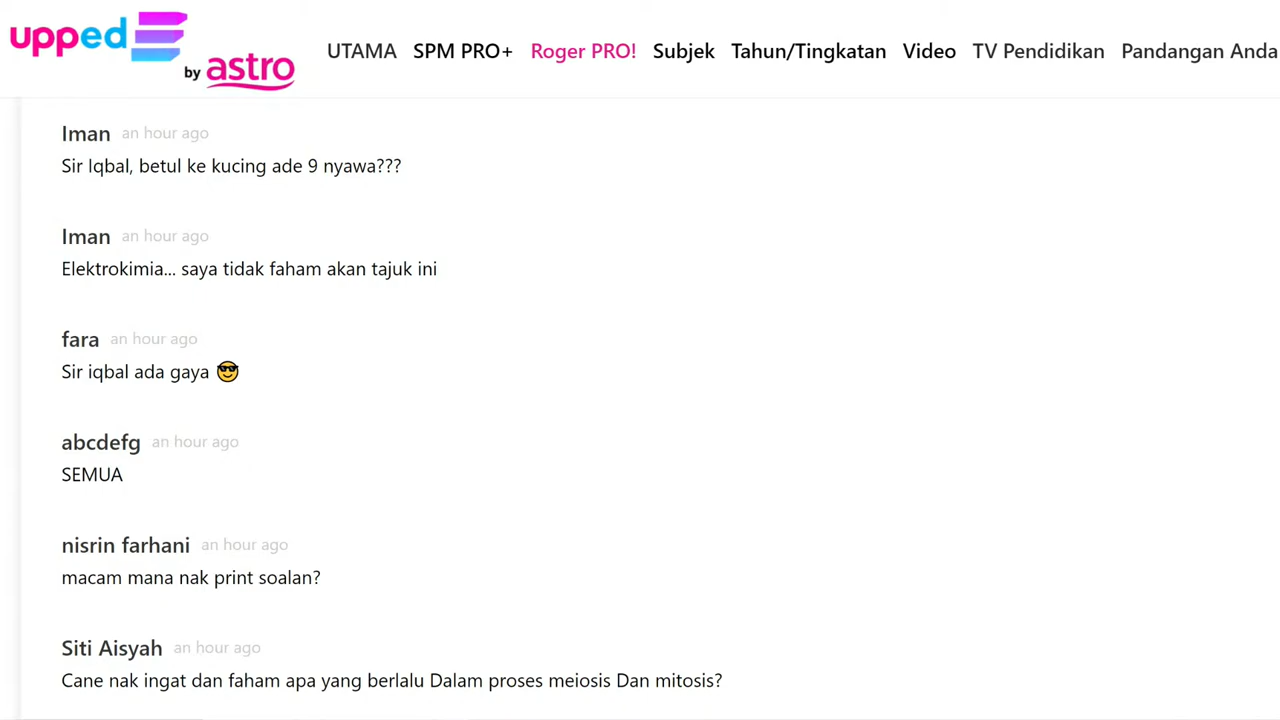 upped
by astro
UTAMA SPM PRO+ Roger PRO! Subjek Tahun/Tingkatan Video TV Pendidikan Pandangan Anda
Iman an hour ago
Sir Iqbal, betul ke kucing ade 9 nyawa???
Iman an hour ago
Elektrokimia... saya tidak faham akan tajuk ini
fara an hour ago
Sir iqbal ada gaya 😎
abcdefg an hour ago
SEMUA
nisrin farhani an hour ago
macam mana nak print soalan?
Siti Aisyah an hour ago
Cane nak ingat dan faham apa yang berlalu Dalam proses meiosis Dan mitosis?